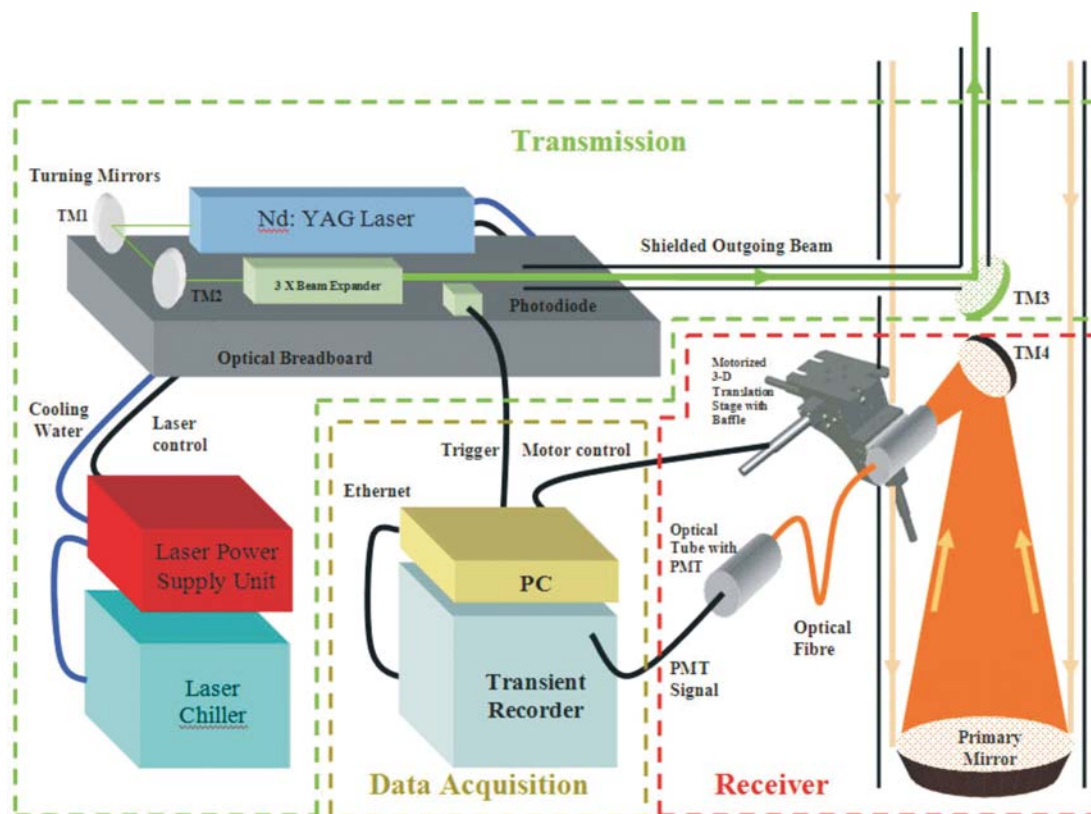 Transmission
Turning Mirrors
TM1
Nd: YAG Laser
Shielded Outgoing Beam
TM2
3 X Beam Expander
Photodiode
TM3
Optical Breadboard
TM4
Motorized
3-D
Translation
Stage with
Baffle
Cooling
Water
Laser
control
Trigger
Motor control
Ethernet
Laser Power
Supply Unit
PC
Optical
Tube with
PMT
Optical
Fibre
PMT
Signal
Laser
Chiller
Transient
Recorder
Primary
Mirror
Data Acquisition
Receiver